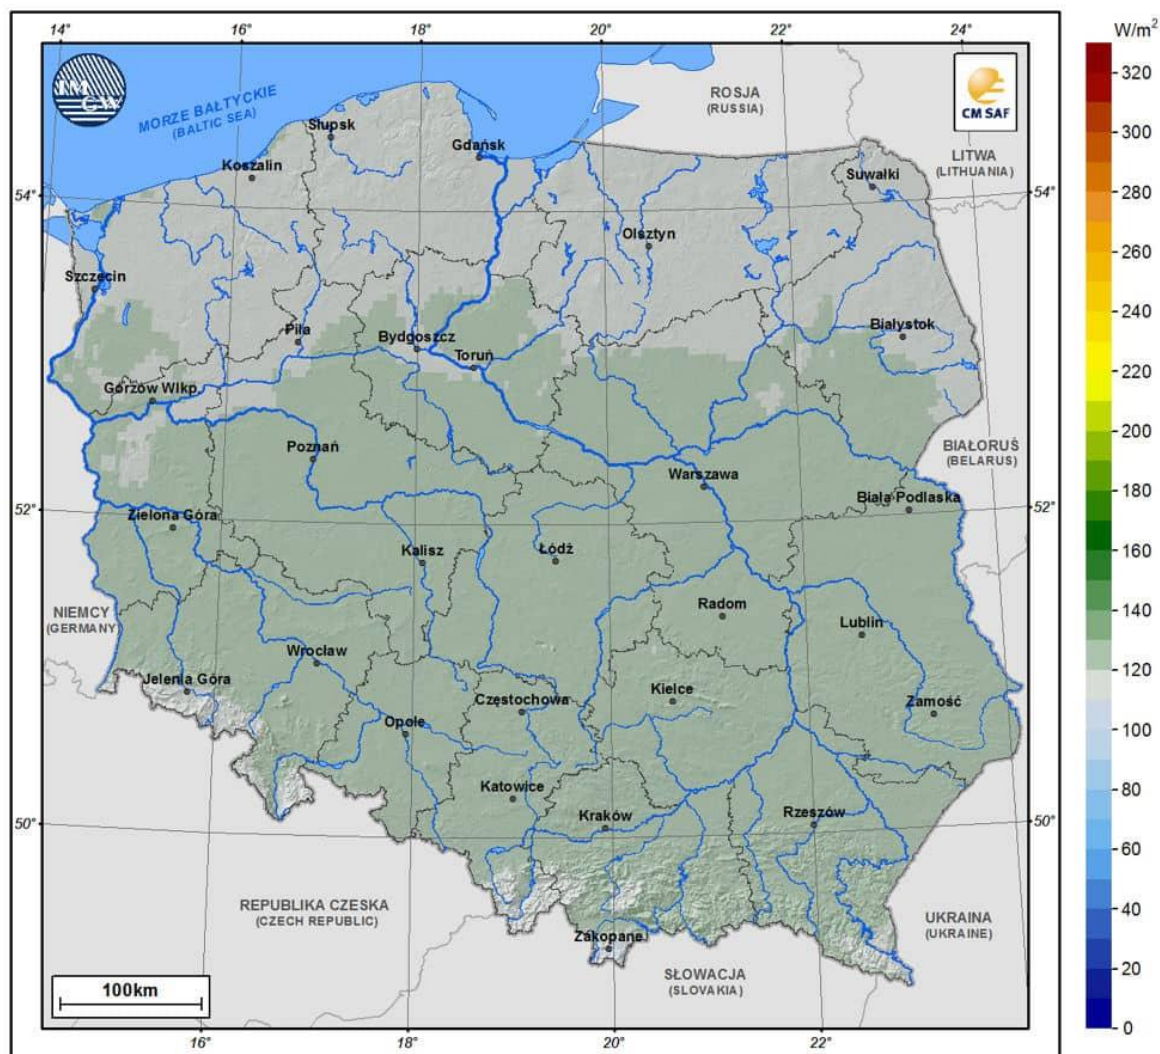 14°
16°
18°
20°
22°
24°
W/m²
IM
GW
MORZE BAŁTYCKIE
(BALTIC SEA)
ROSJA
(RUSSIA)
CM SAF
LITWA
(LITHUANIA)
Słupsk
Gdańsk
Koszalin
Suwałki
54°
54°
Olsztyn
Szczecin
Piła
Bydgoszcz
Białystok
Toruń
Gorzów Wlkp.
Poznań
BIAŁORUŚ
(BELARUS)
Warszawa
Biała Podlaska
52°
52°
Zielona Góra
Kalisz
Łódź
NIEMCY
(GERMANY)
Radom
Lublin
Wrocław
Jelenia Góra
Częstochowa
Kielce
Zamość
Opole
Katowice
Kraków
Rzeszów
50°
50°
REPUBLIKA CZESKA
(CZECH REPUBLIC)
UKRAINA
(UKRAINE)
Zakopane
SŁOWACJA
(SLOVAKIA)
100km
16°
18°
20°
22°
320
300
280
260
240
220
200
180
160
140
120
100
80
60
40
20
0